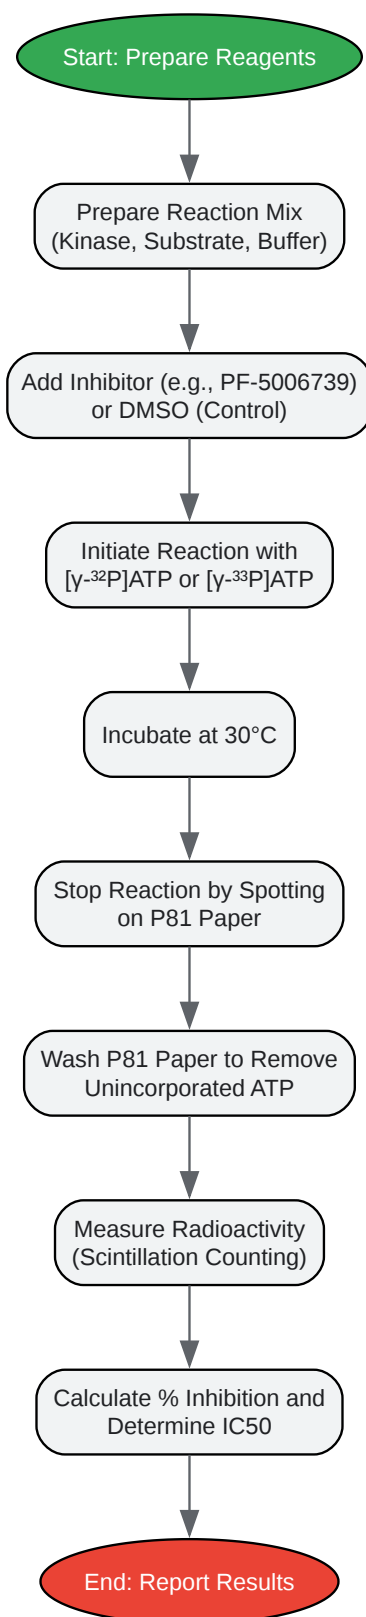 Start: Prepare Reagents
Prepare Reaction Mix
(Kinase, Substrate, Buffer)
Add Inhibitor (e.g., PF-5006739)
or DMSO (Control)
Initiate Reaction with
[γ-³²P]ATP or [γ-³³P]ATP
Incubate at 30°C
Stop Reaction by Spotting
on P81 Paper
Wash P81 Paper to Remove
Unincorporated ATP
Measure Radioactivity
(Scintillation Counting)
Calculate % Inhibition and
Determine IC50
End: Report Results